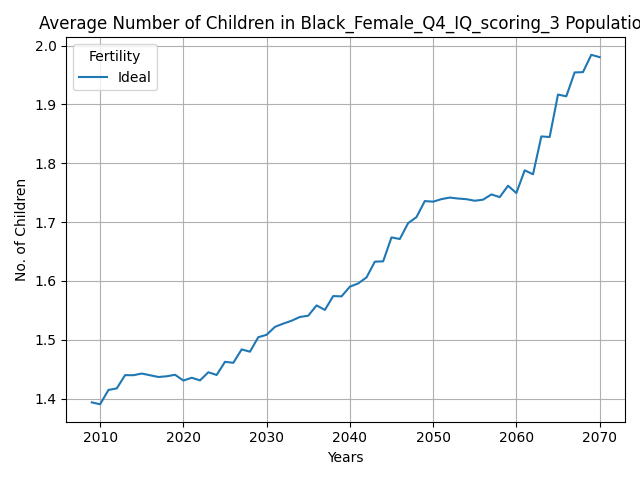 Average Number of Children in Black_Female_Q4_IQ_scoring_3 Populatio
Fertility
Ideal
2.0
1.9
1.8
1.7
1.6
1.5
1.4
No. of Children
2010 2020 2030 2040 2050 2060 2070
Years